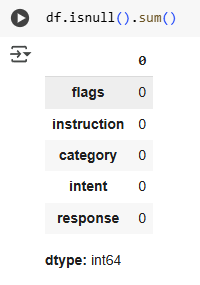 df.isnull().sum()
0
flags 0
instruction 0
category 0
intent 0
response 0
dtype: int64